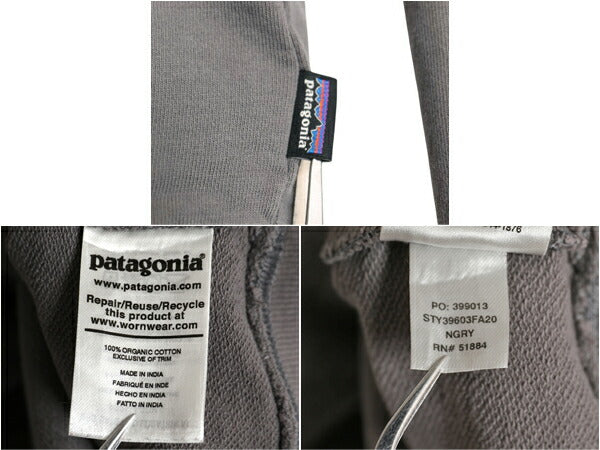 patagonia
patagonia®
www.patagonia.com
Repair/Reuse/Recycle
this product at
www.wornwear.com
100% ORGANIC COTTON
EXCLUSIVE OF TRIM
MADE IN INDIA
FABRIQUÉ EN INDE
HECHO EN INDIA
FATTO IN INDIA
1876
PO: 399013
STY39603FA20
NGRY
RN# 51884